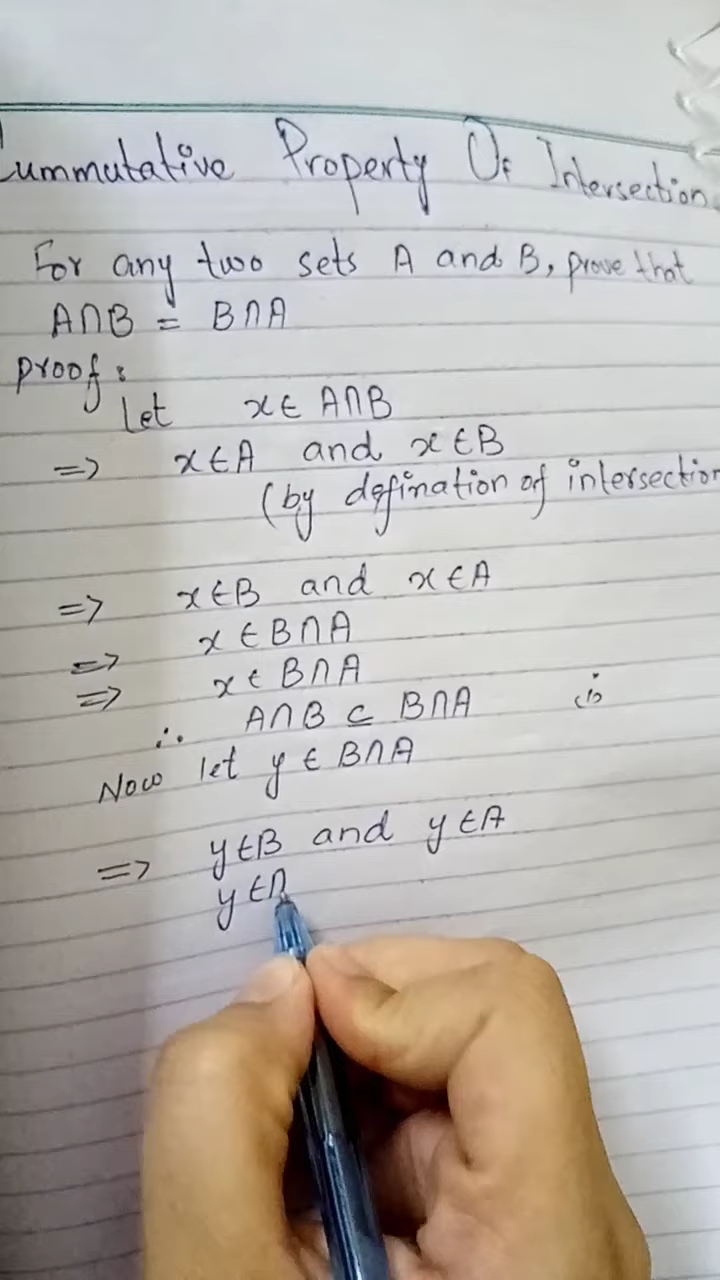 Cummutative Property Of Intersection.
For any two sets A and B, prove that
A∩B = B∩A
proof:
Let x ∈ A∩B
=> x∈A and x∈B
(by defination of intersection
=> x∈B and x∈A
=> x ∈ B∩A
=> x ∈ B∩A
∴ A∩B ⊆ B∩A (i)
Now let y ∈ B∩A
=> y∈B and y∈A
y∈A